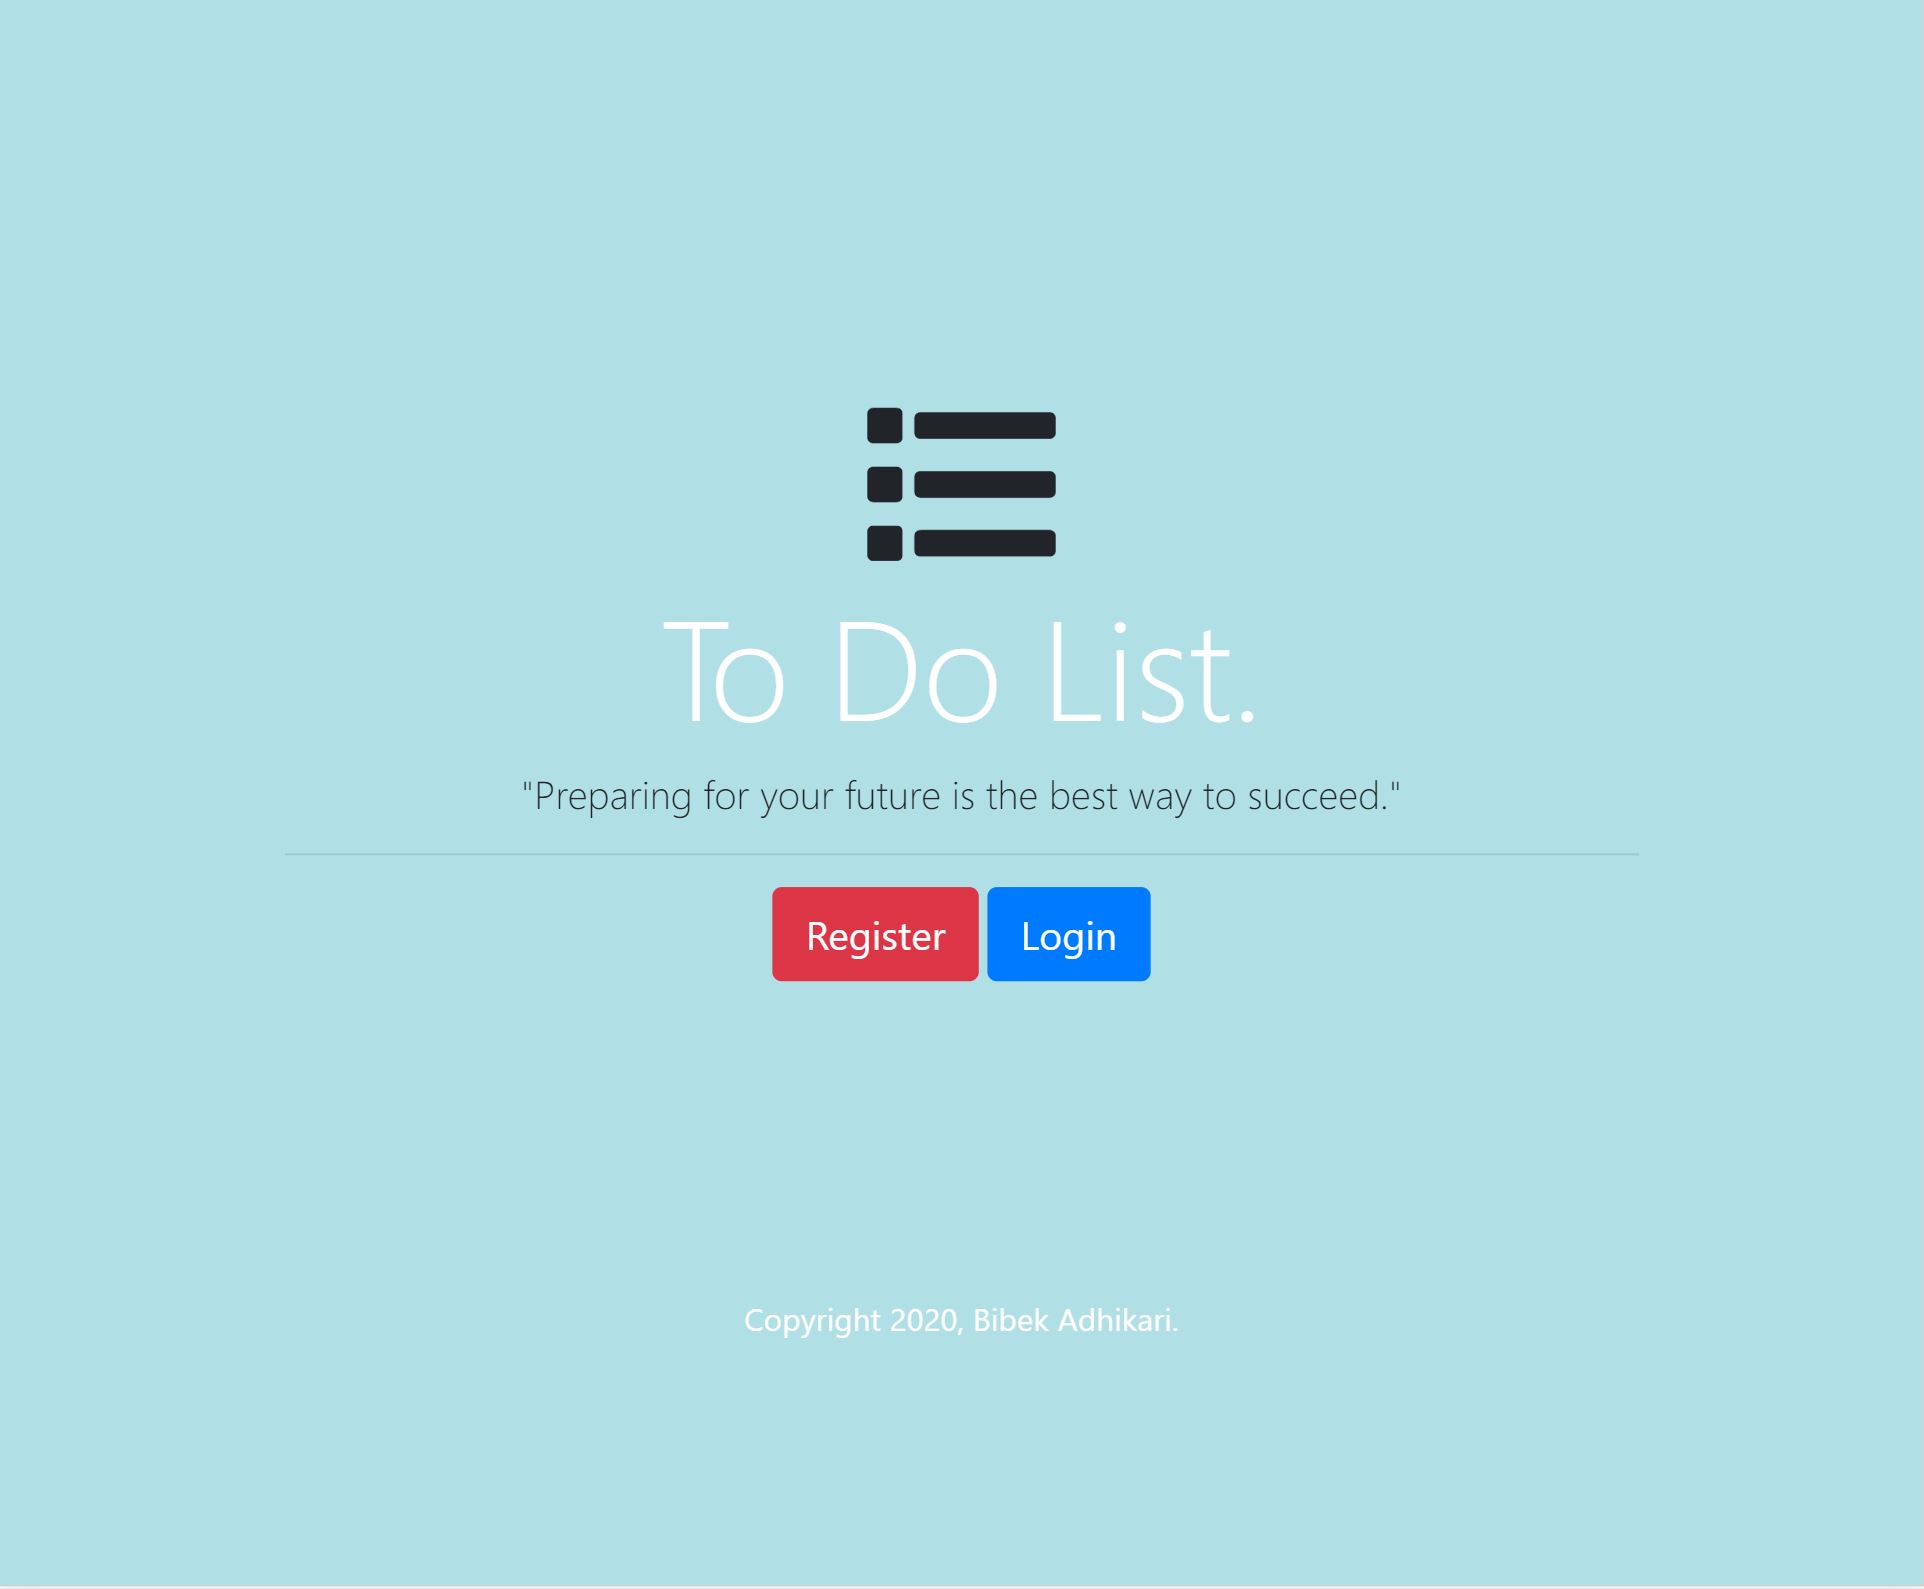 To Do List.
"Preparing for your future is the best way to succeed."
Register Login
Copyright 2020, Bibek Adhikari.